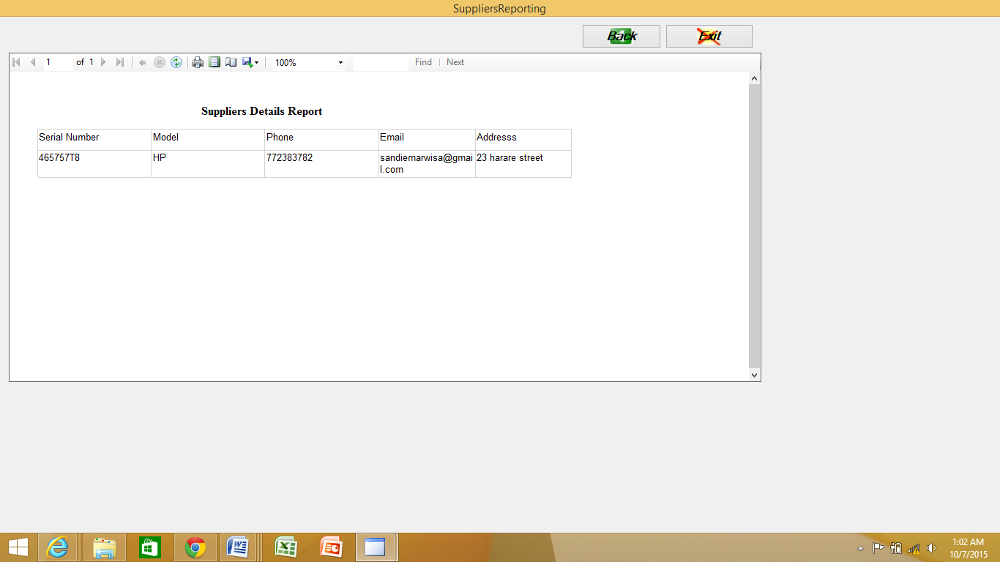 SuppliersReporting
Back Exit
1 of 1 100% Find Next
Suppliers Details Report
Serial Number Model Phone Email Addresss
465757T8 HP 772383782 sandiemarwisa@gmai 23 harare street
l.com
1:02 AM
10/7/2015